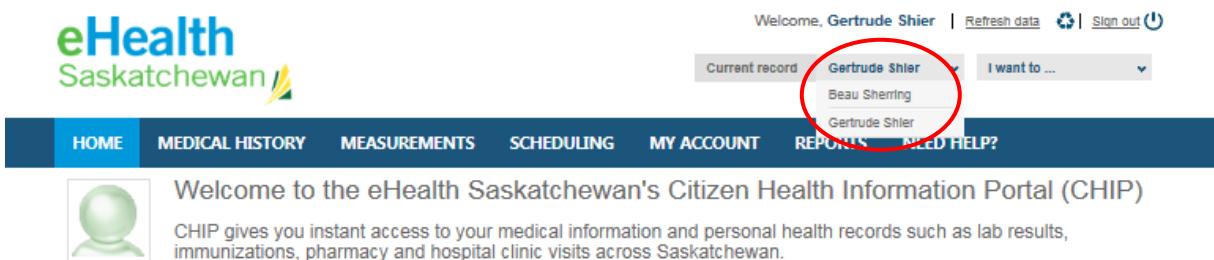 eHealth
Saskatchewan
Welcome, Gertrude Shier | Refresh data | Sign out
Current record Gertrude Shier I want to ...
Beau Sherring
Gertrude Shier
HOME MEDICAL HISTORY MEASUREMENTS SCHEDULING MY ACCOUNT REPORTS NEED HELP?
Welcome to the eHealth Saskatchewan's Citizen Health Information Portal (CHIP)
CHIP gives you instant access to your medical information and personal health records such as lab results,
immunizations, pharmacy and hospital clinic visits across Saskatchewan.